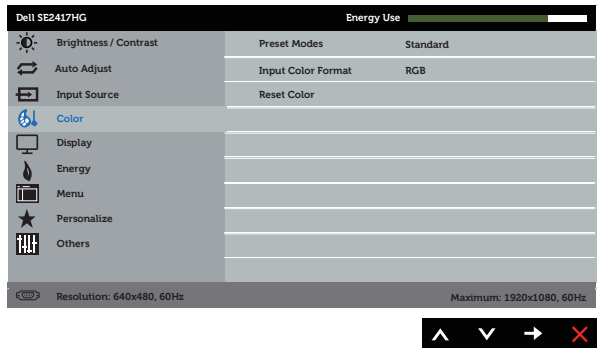 Dell SE2417HG Energy Use
Brightness / Contrast Preset Modes Standard
Auto Adjust Input Color Format RGB
Input Source Reset Color
Color
Display
Energy
Menu
Personalize
Others
Resolution: 640x480, 60Hz Maximum: 1920x1080, 60Hz